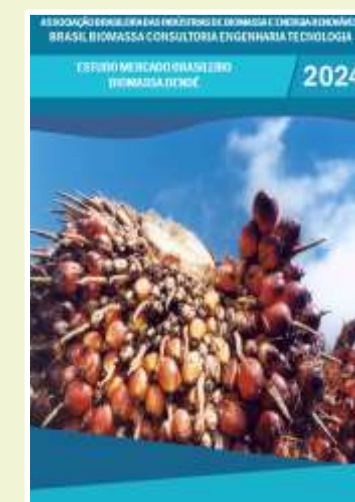 ASSOCIAÇÃO BRASILEIRA DAS INDÚSTRIAS DE BIOMASSA E ENERGIA RENOVÁVEL
BRASIL BIOMASSA CONSULTORIA ENGENHARIA TECNOLOGIA
ESTUDO MERCADO BRASILEIRO
BIOMASSA DENDÊ
2024